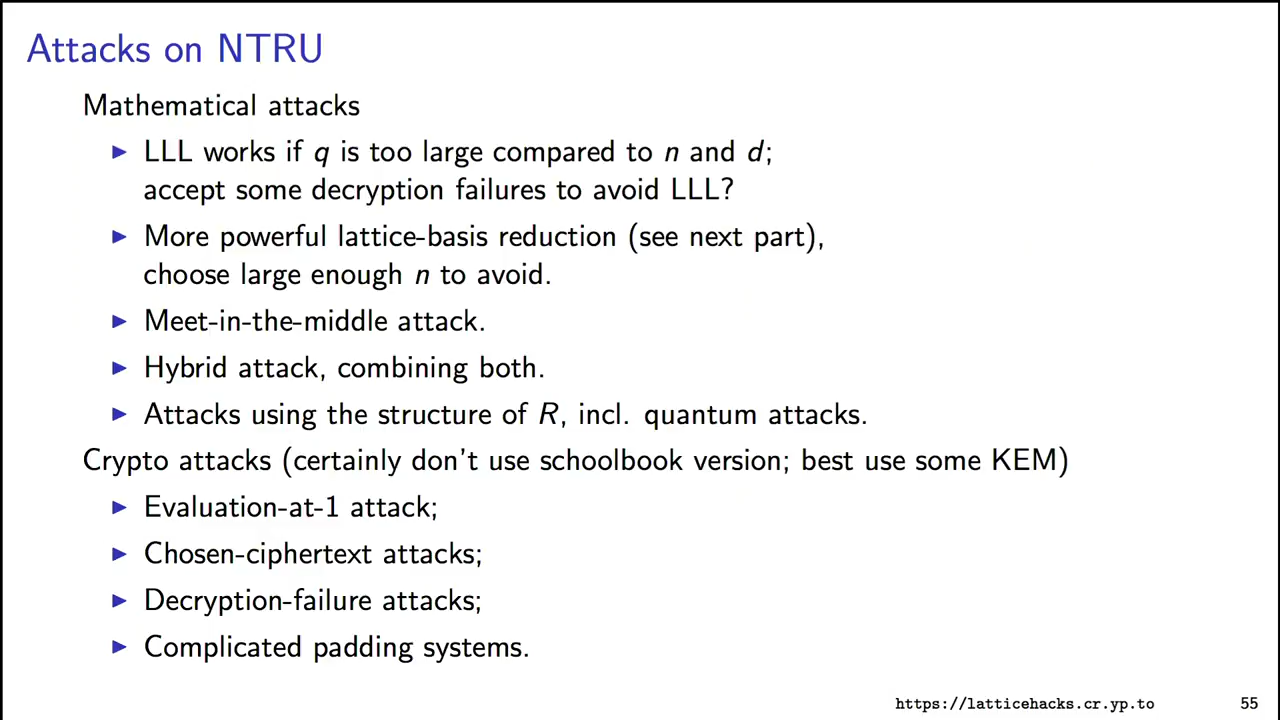 Attacks on NTRU
Mathematical attacks
▶ LLL works if q is too large compared to n and d;
accept some decryption failures to avoid LLL?
▶ More powerful lattice-basis reduction (see next part),
choose large enough n to avoid.
▶ Meet-in-the-middle attack.
▶ Hybrid attack, combining both.
▶ Attacks using the structure of R, incl. quantum attacks.
Crypto attacks (certainly don't use schoolbook version; best use some KEM)
▶ Evaluation-at-1 attack;
▶ Chosen-ciphertext attacks;
▶ Decryption-failure attacks;
▶ Complicated padding systems.
https://latticehacks.cr.yp.to 55